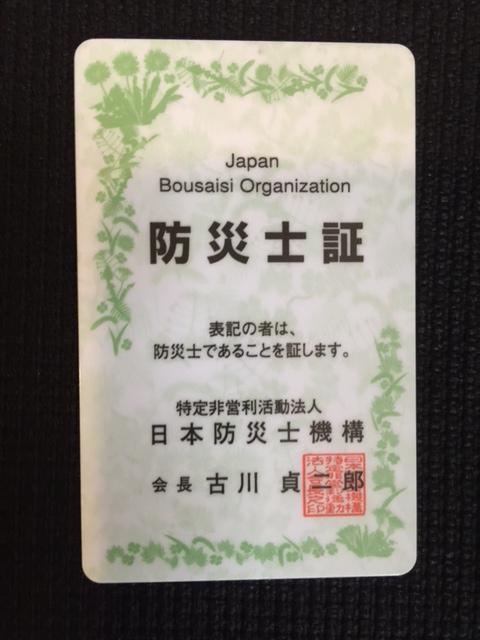 Japan
Bousaisi Organization
防災士証
表記の者は、
防災士であることを証します。
特定非営利活動法人
日本防災士機構
会長 古川 貞二郎